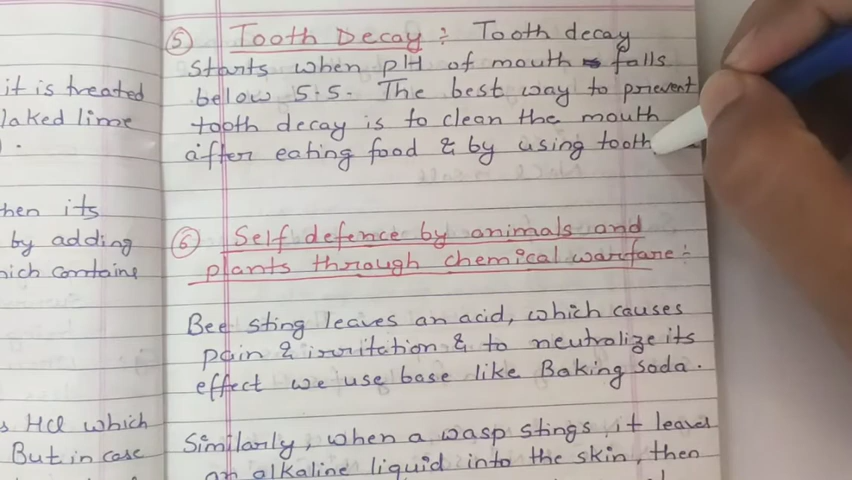 it is treated
laked lime
.
hen its
by adding
hich contains
s HCl which
But in case
⑤ Tooth Decay : Tooth decay
Starts when pH of mouth falls
below 5.5. The best way to prievent
tooth decay is to clean the mouth
after eating food & by using tooth
⑥ Self defence by animals and
plants through chemical warfare :-
Bee sting leaves an acid, which causes
pain & irritation & to neutralize its
effect we use base like Baking soda.
Similarly, when a wasp stings, it leaves
an alkaline liquid into the skin, then